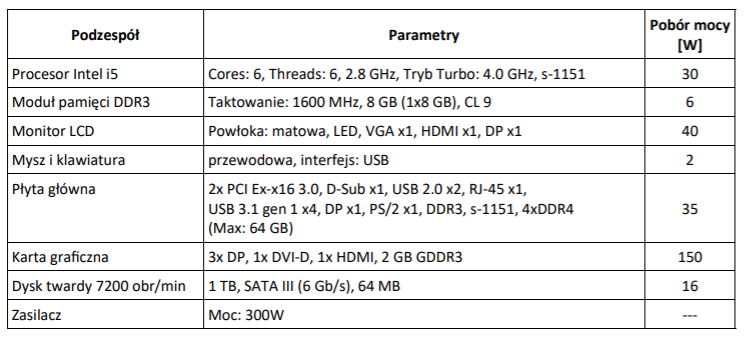 Podzespół Parametry Pobór mocy [W]
Procesor Intel i5 Cores: 6, Threads: 6, 2.8 GHz, Tryb Turbo: 4.0 GHz, s-1151 30
Moduł pamięci DDR3 Taktowanie: 1600 MHz, 8 GB (1x8 GB), CL 9 6
Monitor LCD Powłoka: matowa, LED, VGA x1, HDMI x1, DP x1 40
Mysz i klawiatura przewodowa, interfejs: USB 2
Płyta główna 2x PCI Ex-x16 3.0, D-Sub x1, USB 2.0 x2, RJ-45 x1,
USB 3.1 gen 1 x4, DP x1, PS/2 x1, DDR3, s-1151, 4xDDR4 35
(Max: 64 GB)
Karta graficzna 3x DP, 1x DVI-D, 1x HDMI, 2 GB GDDR3 150
Dysk twardy 7200 obr/min 1 TB, SATA III (6 Gb/s), 64 MB 16
Zasilacz Moc: 300W ---